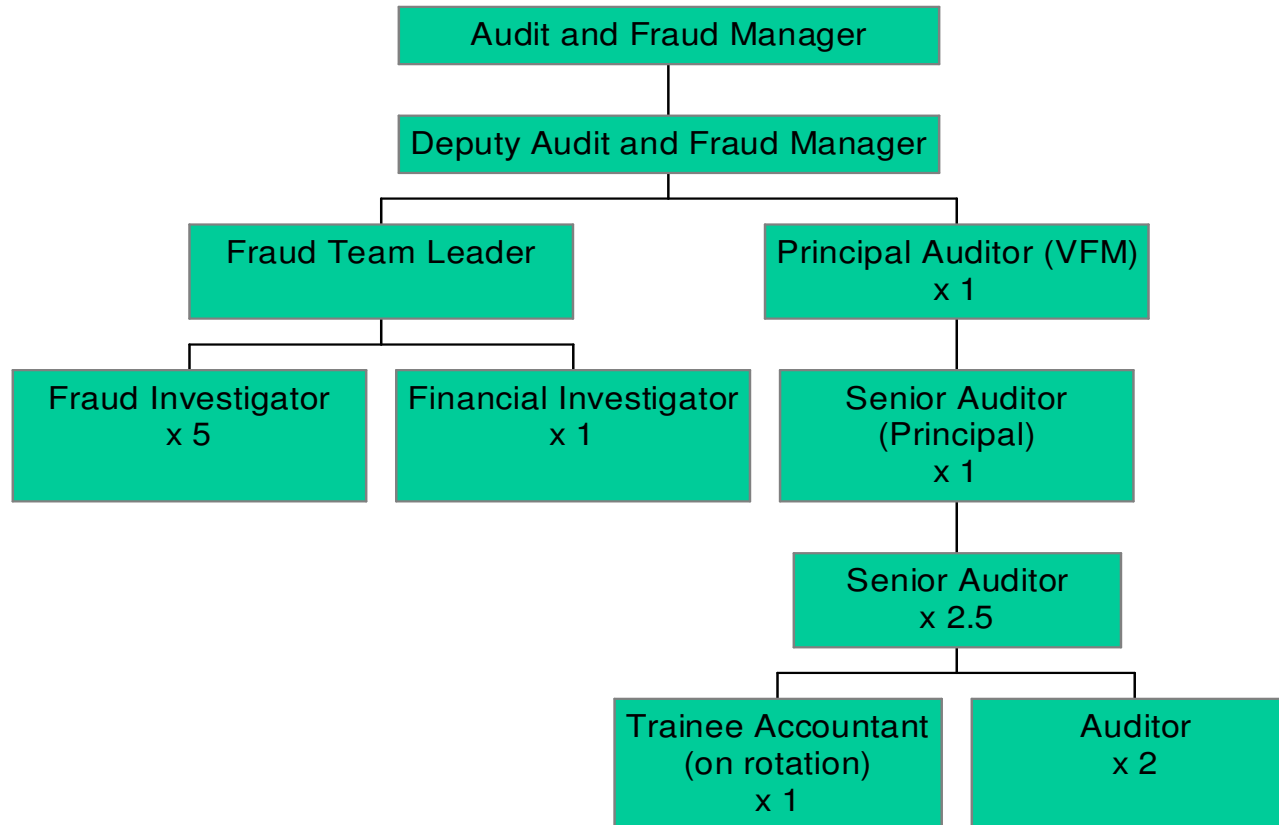 Audit and Fraud Manager
Deputy Audit and Fraud Manager
Fraud Team Leader
Principal Auditor (VFM)
x 1
Fraud Investigator
x 5
Financial Investigator
x 1
Senior Auditor
(Principal)
x 1
Senior Auditor
x 2.5
Trainee Accountant
(on rotation)
x 1
Auditor
x 2